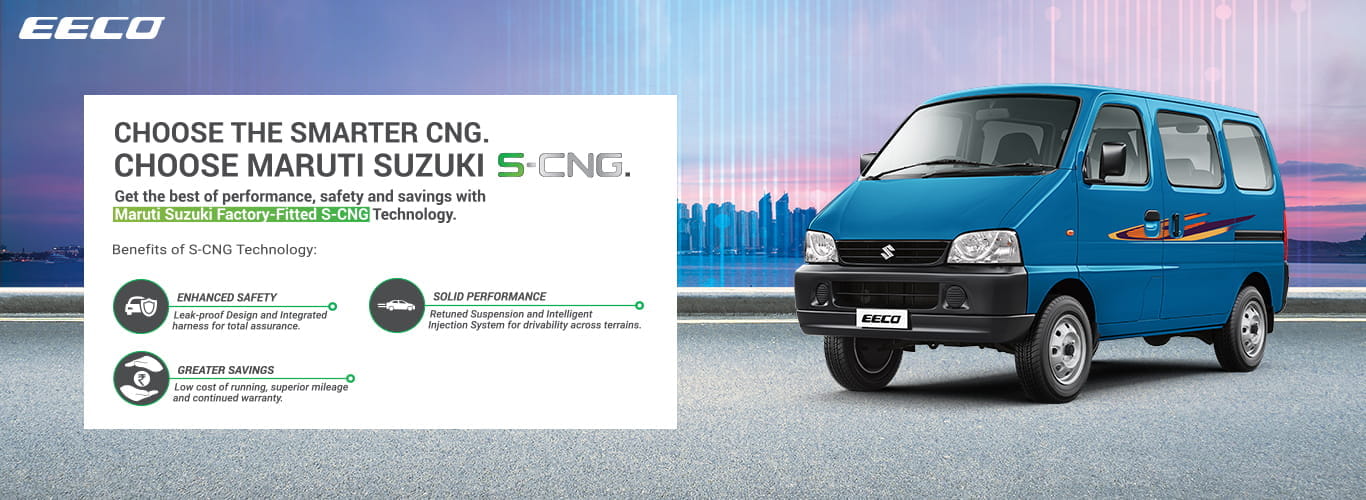 EECO
CHOOSE THE SMARTER CNG.
CHOOSE MARUTI SUZUKI S-CNG.
Get the best of performance, safety and savings with
Maruti Suzuki Factory-Fitted S-CNG Technology.
Benefits of S-CNG Technology:
ENHANCED SAFETY
Leak-proof Design and Integrated
harness for total assurance.
SOLID PERFORMANCE
Retuned Suspension and Intelligent
Injection System for drivability across terrains.
GREATER SAVINGS
₹
Low cost of running, superior mileage
and continued warranty.
EECO